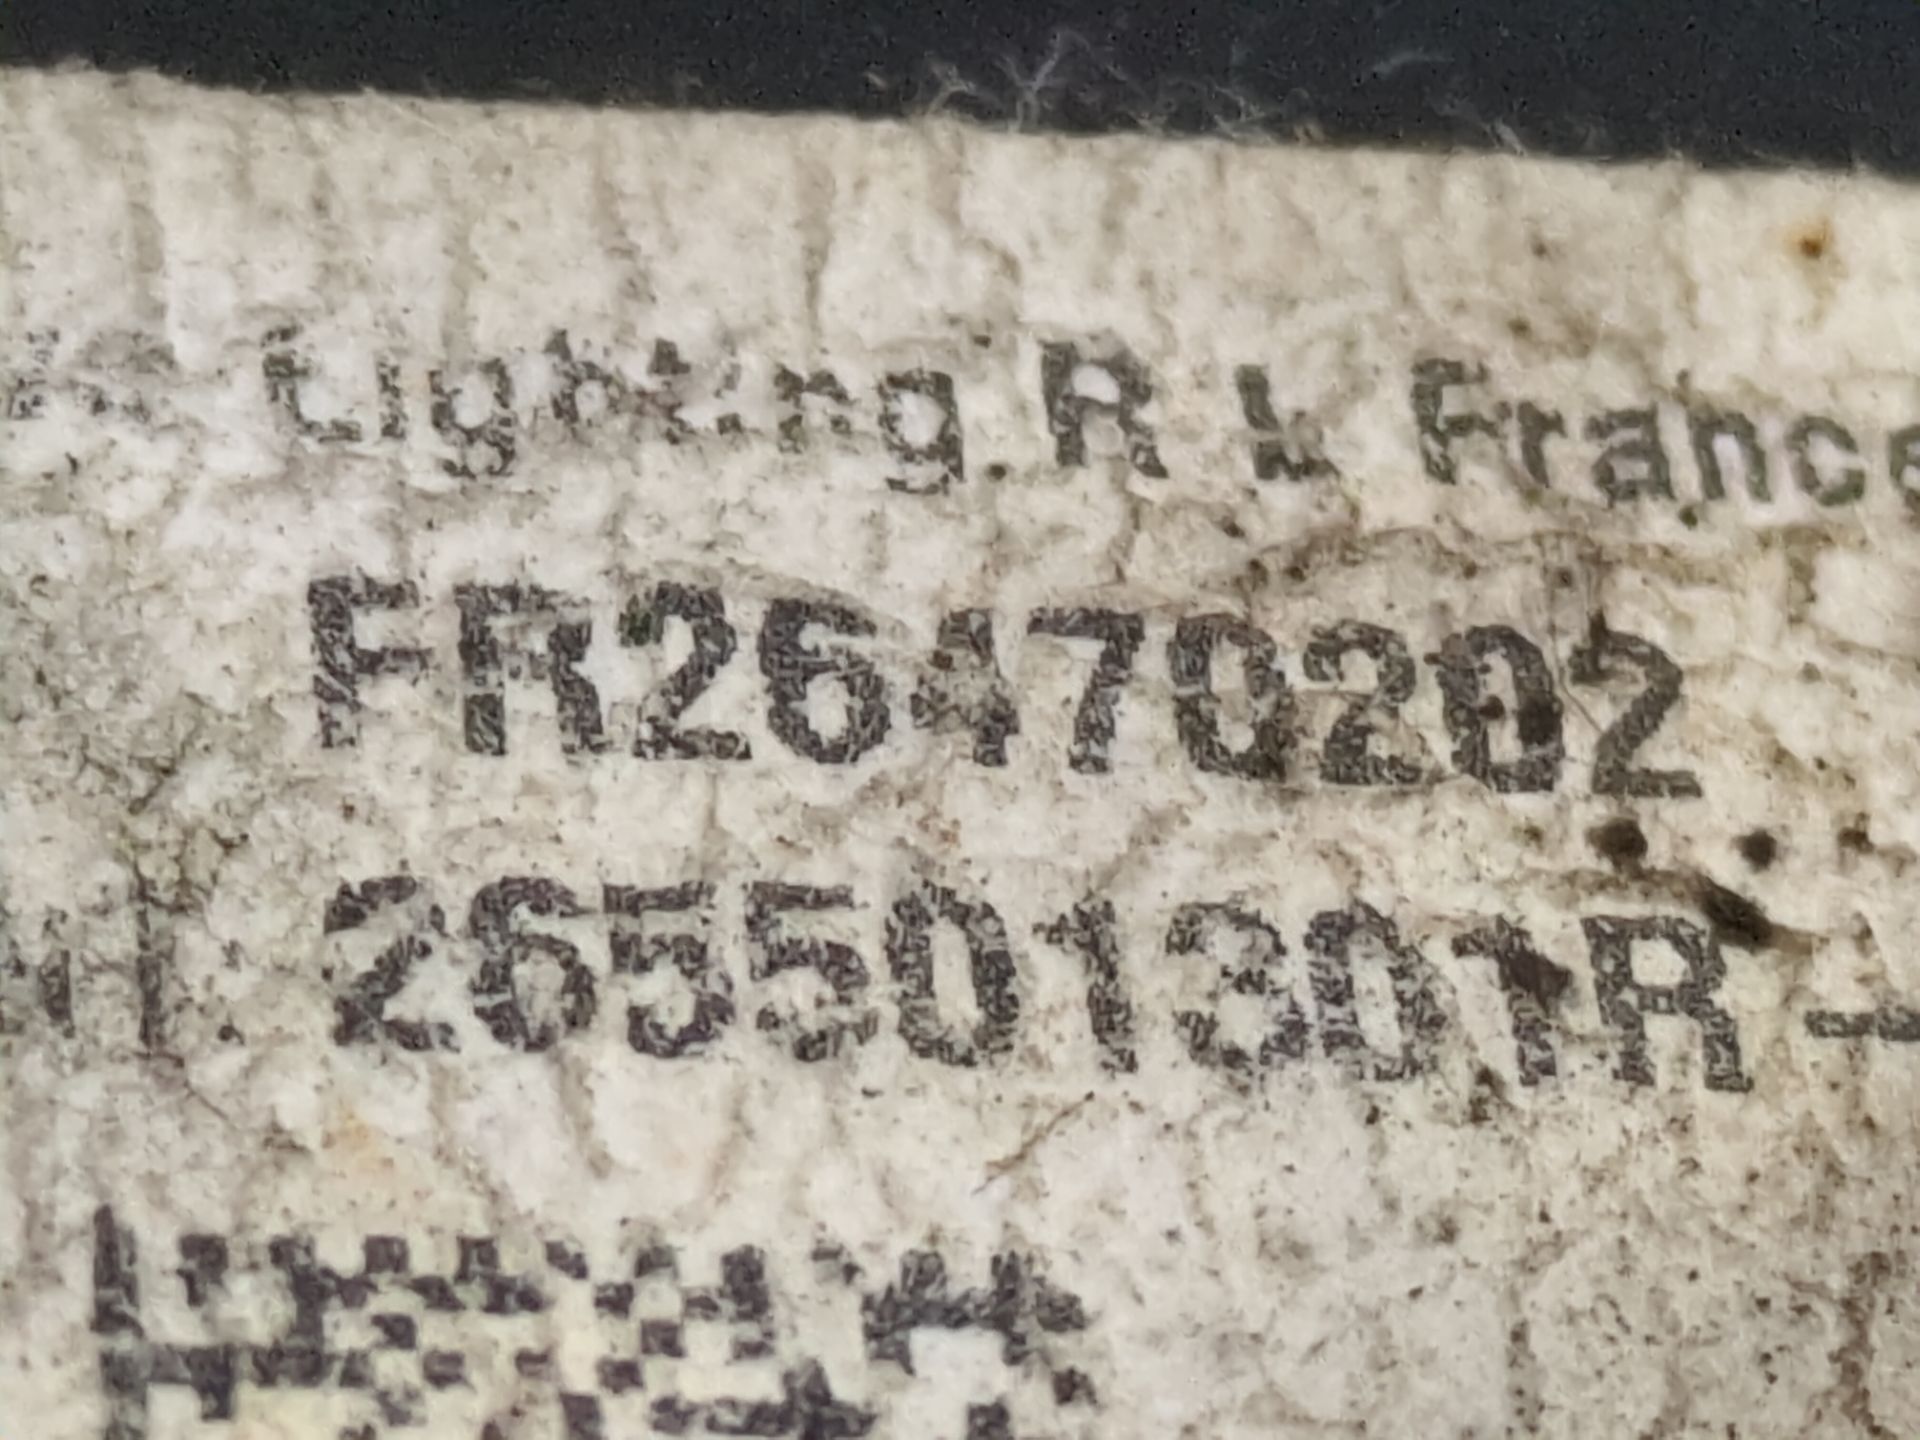 Lighting R L France
FR26470202
265501301R -